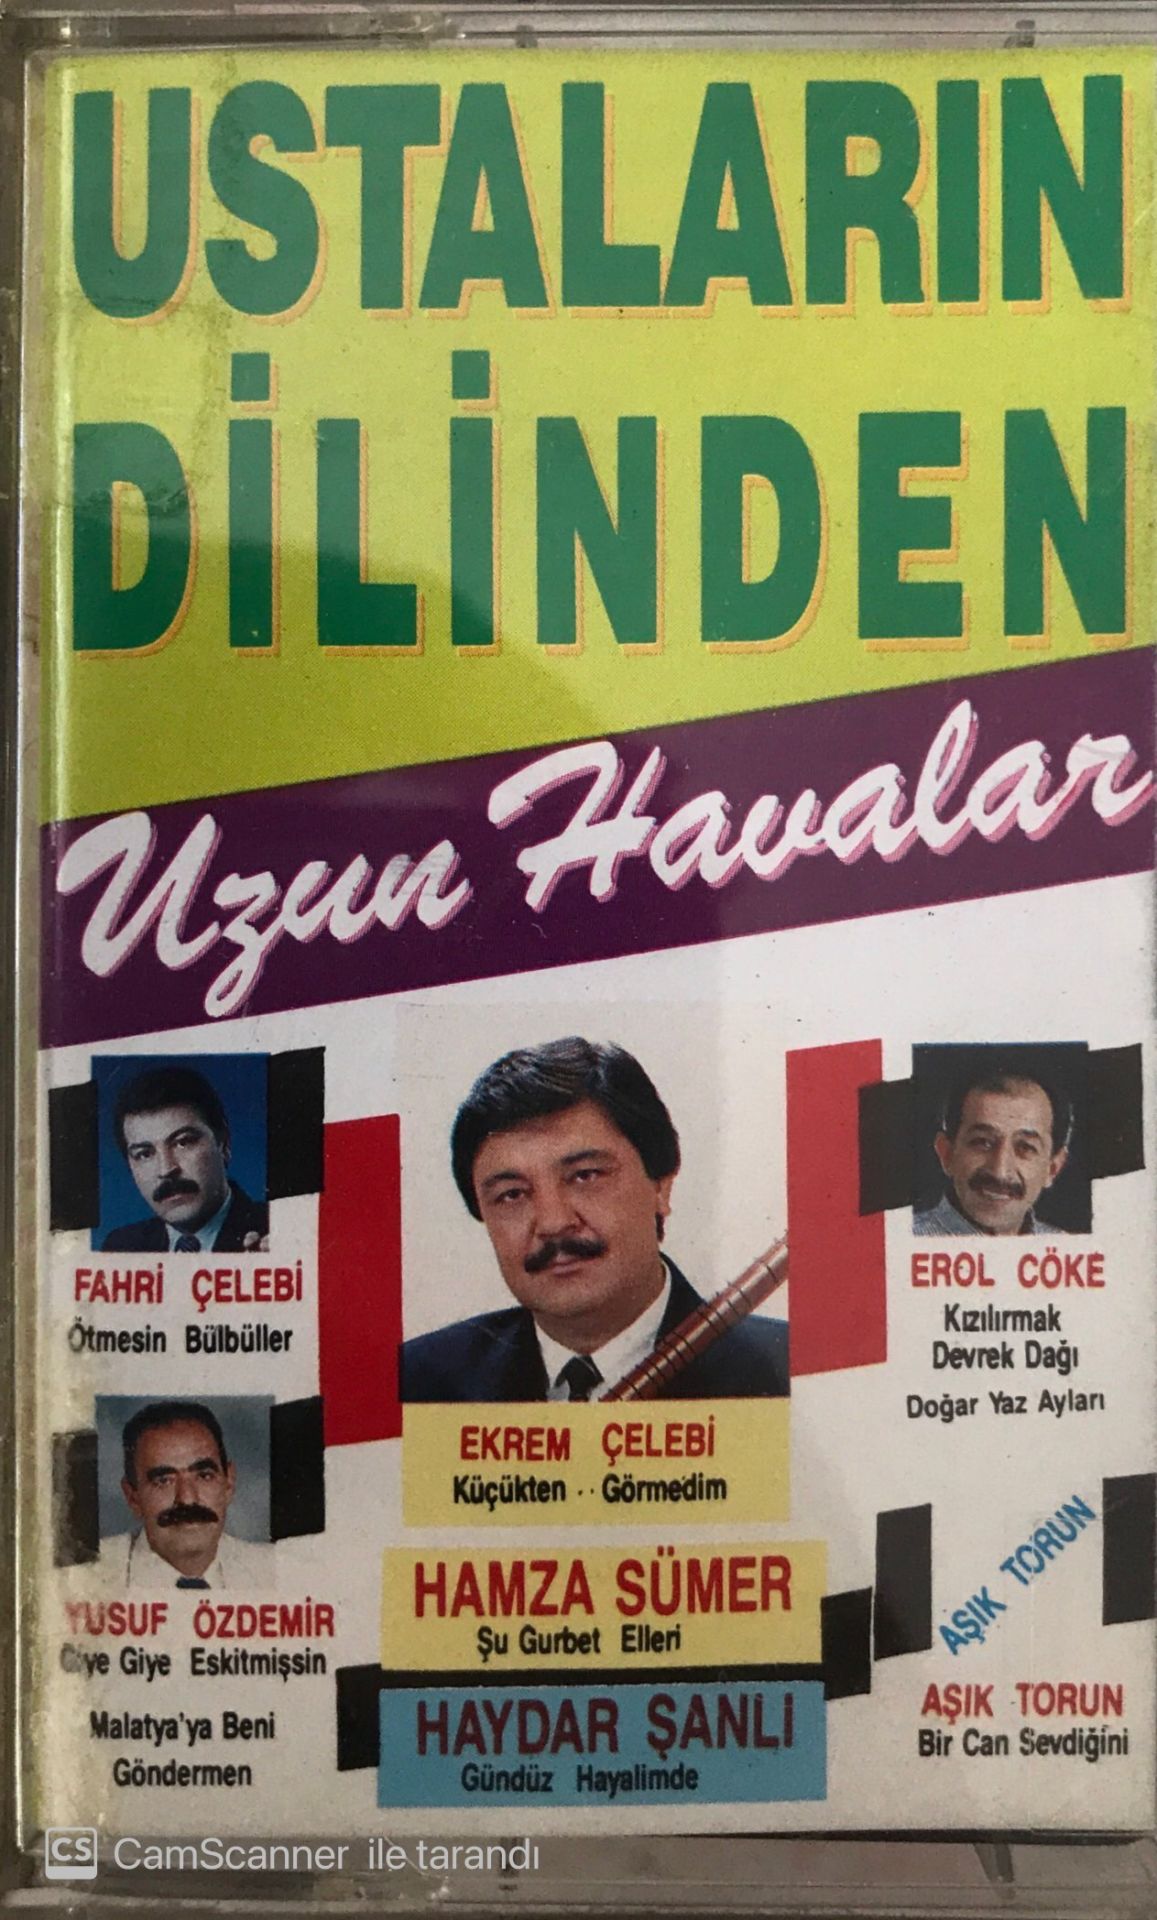 USTALARIN
DİLİNDEN
Uzun Havalar
FAHRİ ÇELEBİ
Ötmesin Bülbüller
YUSUF ÖZDEMİR
Giye Giye Eskitmişsin
Malatya'ya Beni
Göndermen
EKREM ÇELEBİ
Küçükten ·· Görmedim
HAMZA SÜMER
Şu Gurbet Elleri
HAYDAR ŞANLI
Gündüz Hayalimde
EROL CÖKE
Kızılırmak
Devrek Dağı
Doğar Yaz Ayları
AŞIK TORUN
AŞIK TORUN
Bir Can Sevdiğini
CS CamScanner ile tarandı